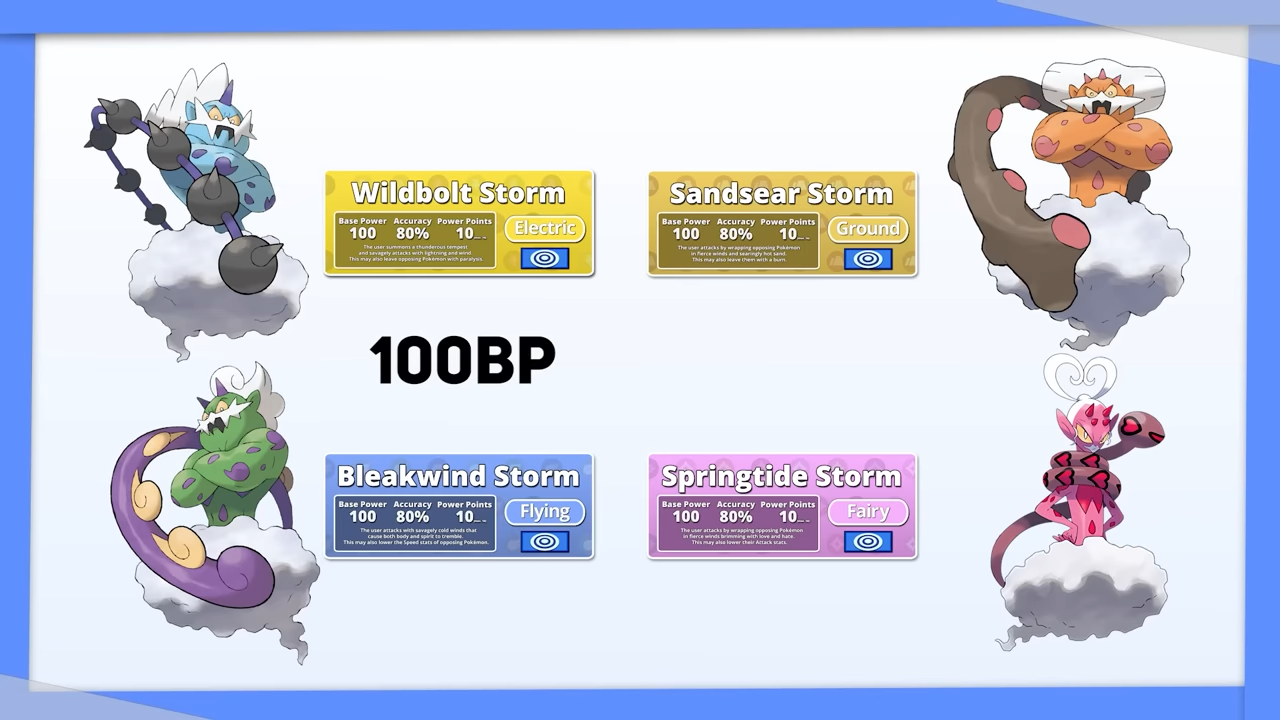 Wildbolt Storm
Base Power Accuracy Power Points
100 80% 10
Electric
The user summons a thunderous tempest
and savagely attacks with lightning and wind.
This may also leave opposing Pokémon with paralysis.
Sandsear Storm
Base Power Accuracy Power Points
100 80% 10
Ground
The user attacks by wrapping opposing Pokémon
in fierce winds and searingly hot sand.
This may also leave them with a burn.
100BP
Bleakwind Storm
Base Power Accuracy Power Points
100 80% 10
Flying
The user attacks with savagely cold winds that
cause both body and spirit to tremble.
This may also lower the Speed stats of opposing Pokémon.
Springtide Storm
Base Power Accuracy Power Points
100 80% 10
Fairy
The user attacks by wrapping opposing Pokémon
in fierce winds brimming with love and hate.
This may also lower their Attack stats.